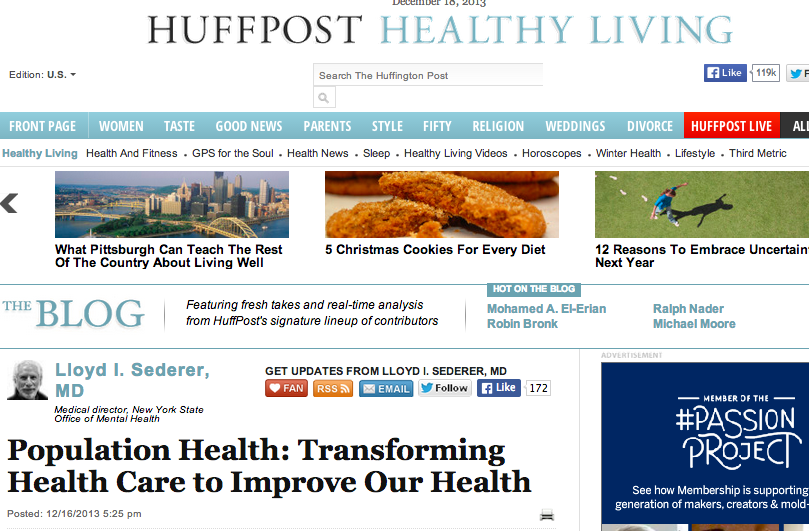 December 18, 2013
HUFFPOST HEALTHY LIVING
Edition: U.S.
Search The Huffington Post
Like 119k F
FRONT PAGE WOMEN TASTE GOOD NEWS PARENTS STYLE FIFTY RELIGION WEDDINGS DIVORCE HUFFPOST LIVE ALL
Healthy Living Health And Fitness • GPS for the Soul • Health News • Sleep • Healthy Living Videos • Horoscopes • Winter Health • Lifestyle • Third Metric
What Pittsburgh Can Teach The Rest
Of The Country About Living Well
5 Christmas Cookies For Every Diet
12 Reasons To Embrace Uncertain
Next Year
THE BLOG
Featuring fresh takes and real-time analysis
from HuffPost's signature lineup of contributors
HOT ON THE BLOG
Mohamed A. El-Erian Ralph Nader
Robin Bronk Michael Moore
ADVERTISEMENT
Lloyd I. Sederer,
MD
Medical director, New York State
Office of Mental Health
GET UPDATES FROM LLOYD I. SEDERER, MD
FAN RSS EMAIL Follow Like 172
Population Health: Transforming
Health Care to Improve Our Health
Posted: 12/16/2013 5:25 pm
MEMBER OF THE
#PASSION
PROJECT
See how Membership is supporting
generation of makers, creators & mold-